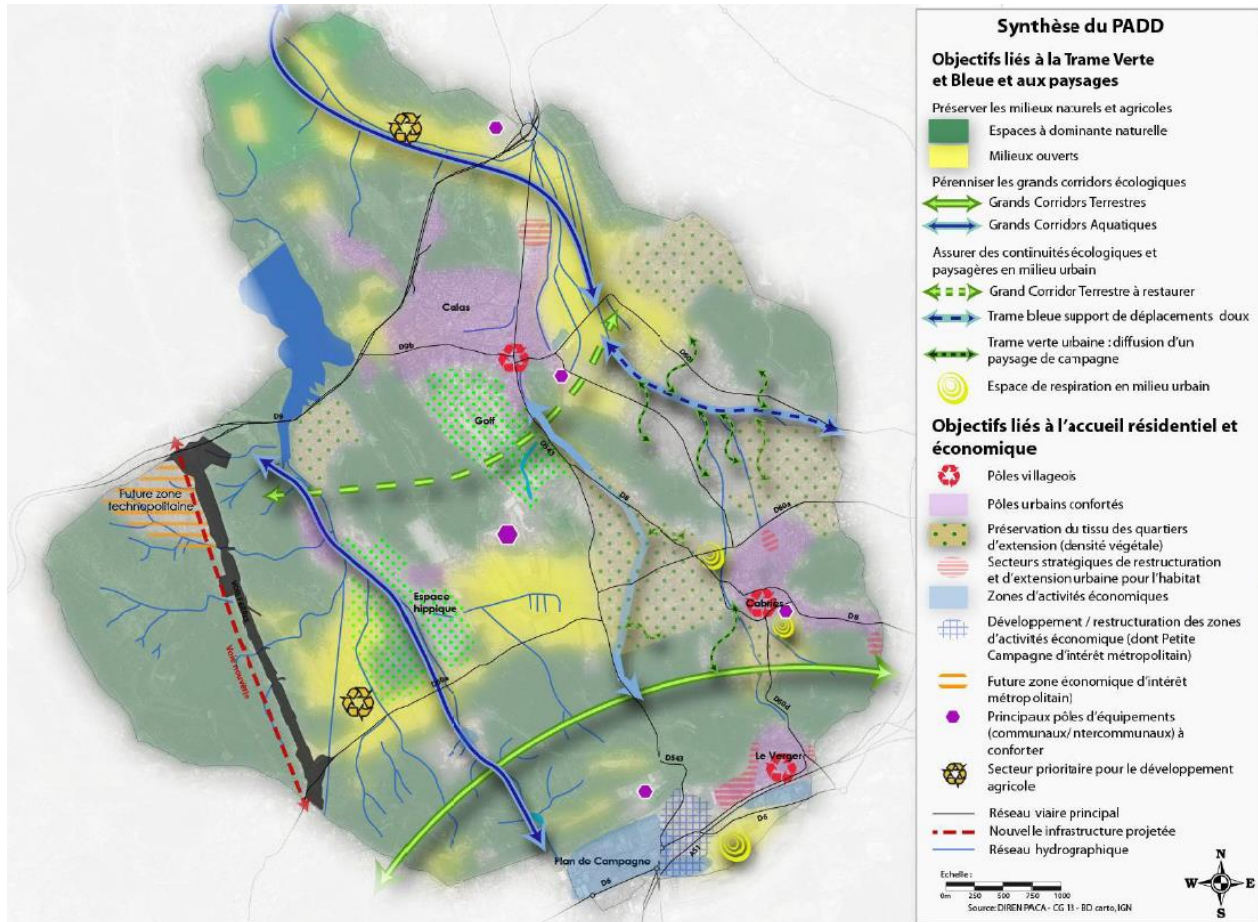 Synthèse du PADD
Objectifs liés à la Trame Verte
et Bleue et aux paysages
Préserver les milieux naturels et agricoles
Espaces à dominante naturelle
Milieux ouverts
Pérenniser les grands corridors écologiques
Grands Corridors Terrestres
Grands Corridors Aquatiques
Assurer des continuités écologiques et
paysagères en milieu urbain
Grand Corridor Terrestre à restaurer
Trame bleue support de déplacements doux
Trame verte urbaine : diffusion d'un
paysage de campagne
Espace de respiration en milieu urbain
Objectifs liés à l'accueil résidentiel et
économique
Pôles villageois
Pôles urbains confortés
Préservation du tissu des quartiers
d'extension (densité végétale)
Secteurs stratégiques de restructuration
et d'extension urbaine pour l'habitat
Zones d'activités économiques
Développement / restructuration des zones
d'activités économique (dont Petite
Campagne d'intérêt métropolitain)
Future zone économique d'intérêt
métropolitain)
Principaux pôles d'équipements
(communaux/ntercommunaux) à
conforter
Secteur prioritaire pour le développement
agricole
Réseau viaire principal
Nouvelle infrastructure projetée
Réseau hydrographique
Echelle :
0m 250 500 1000
Source: DIREN PACA - CG 13 - BD carto, IGN
N
W E
S
Calas
D9b
D60f
Golf
D9
D543
D8
Future zone
technopolitaine
D60a
Espace
hippique
Cabriès
D8
Voie nouvelle
D60a
D60d
Le Verger
D543
D6
A51
Plan de Campagne
D6